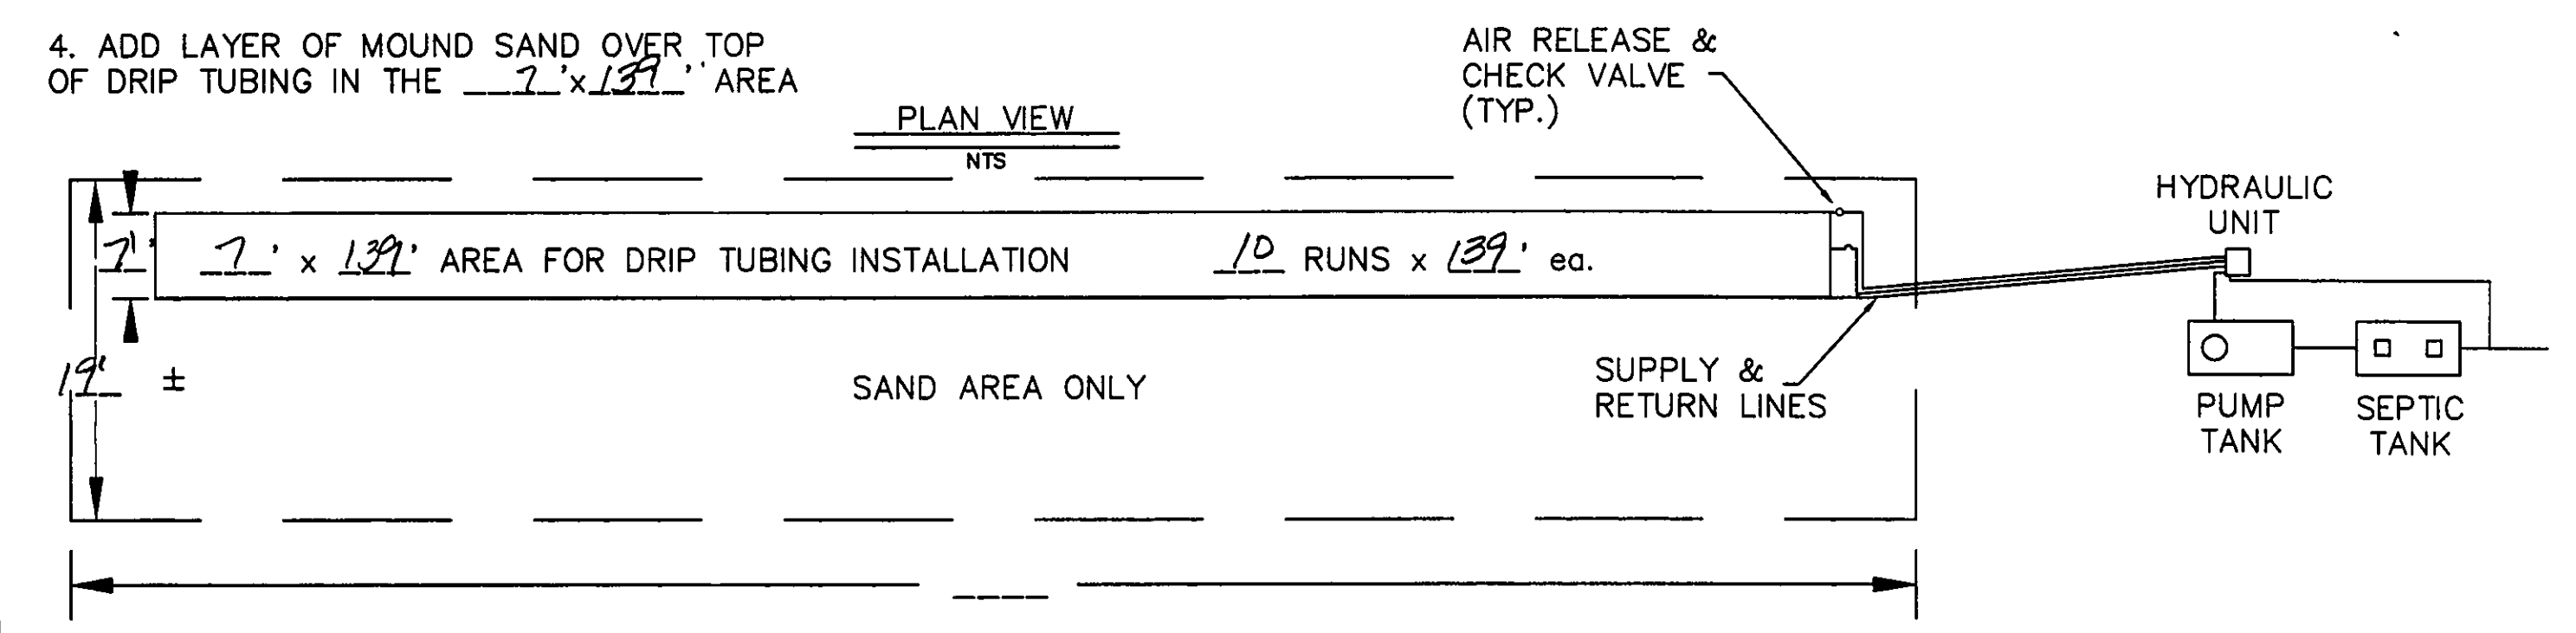 4. ADD LAYER OF MOUND SAND OVER TOP
OF DRIP TUBING IN THE 7'x139' AREA
PLAN VIEW
NTS
AIR RELEASE &
CHECK VALVE
(TYP.)
HYDRAULIC
UNIT
7'
7' x 139' AREA FOR DRIP TUBING INSTALLATION 10 RUNS x 139' ea.
19' ±
SAND AREA ONLY
SUPPLY &
RETURN LINES
PUMP
TANK
SEPTIC
TANK